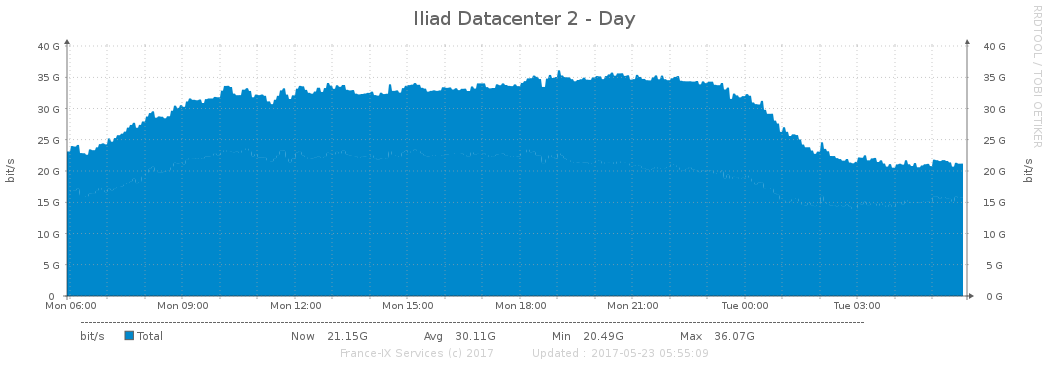 Iliad Datacenter 2 - Day
RRDTOOL / TOBI OETIKER
40 G 40 G
35 G 35 G
30 G 30 G
25 G 25 G
20 G 20 G
15 G 15 G
10 G 10 G
5 G 5 G
0 0 G
bit/s bit/s
Mon 06:00 Mon 09:00 Mon 12:00 Mon 15:00 Mon 18:00 Mon 21:00 Tue 00:00 Tue 03:00
bit/s Total Now 21.15G Avg 30.11G Min 20.49G Max 36.07G
France-IX Services (c) 2017 Updated : 2017-05-23 05:55:09